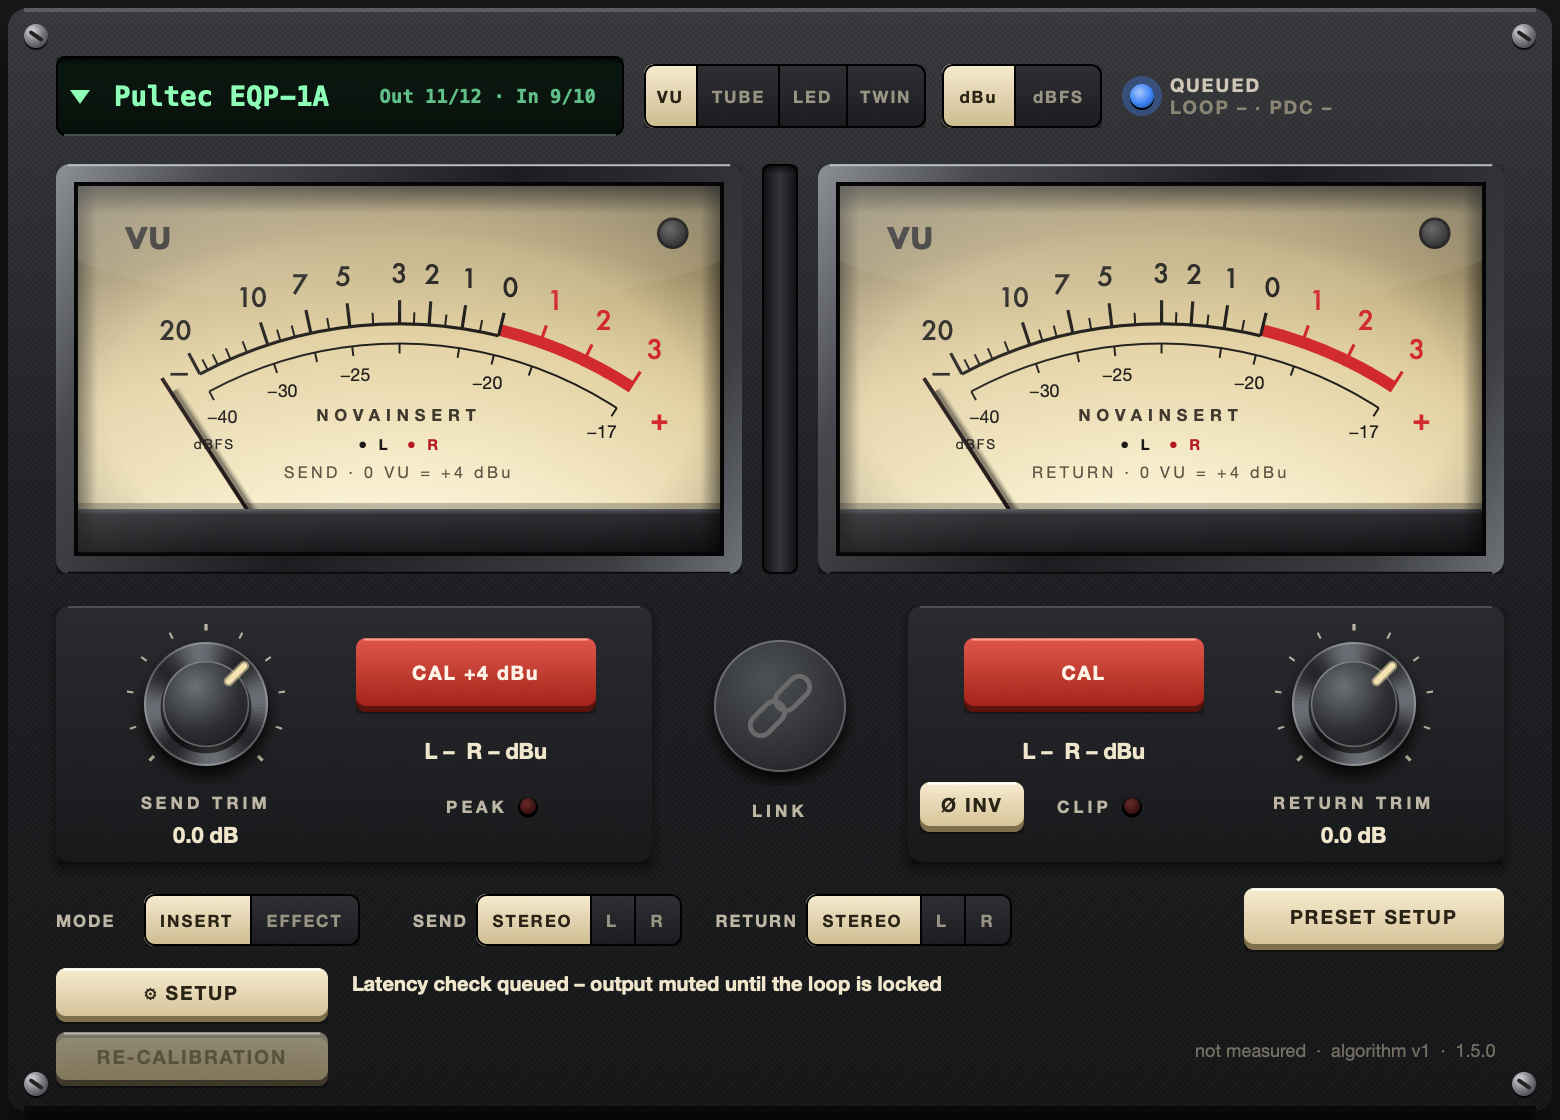 Pultec EQP-1A Out 11/12 · In 9/10
VU TUBE LED TWIN
dBu dBFS
QUEUED
LOOP – · PDC –
VU
20 10 7 5 3 2 1 0 1 2 3
–
+
–40 –30 –25 –20 –17
dBFS
NOVAINSERT
• L • R
SEND · 0 VU = +4 dBu
VU
20 10 7 5 3 2 1 0 1 2 3
–
+
–40 –30 –25 –20 –17
dBFS
NOVAINSERT
• L • R
RETURN · 0 VU = +4 dBu
SEND TRIM
0.0 dB
CAL +4 dBu
L – R – dBu
PEAK
LINK
CAL
L – R – dBu
Ø INV
CLIP
RETURN TRIM
0.0 dB
MODE INSERT EFFECT
SEND STEREO L R
RETURN STEREO L R
PRESET SETUP
⚙ SETUP
Latency check queued – output muted until the loop is locked
RE-CALIBRATION
not measured · algorithm v1 · 1.5.0